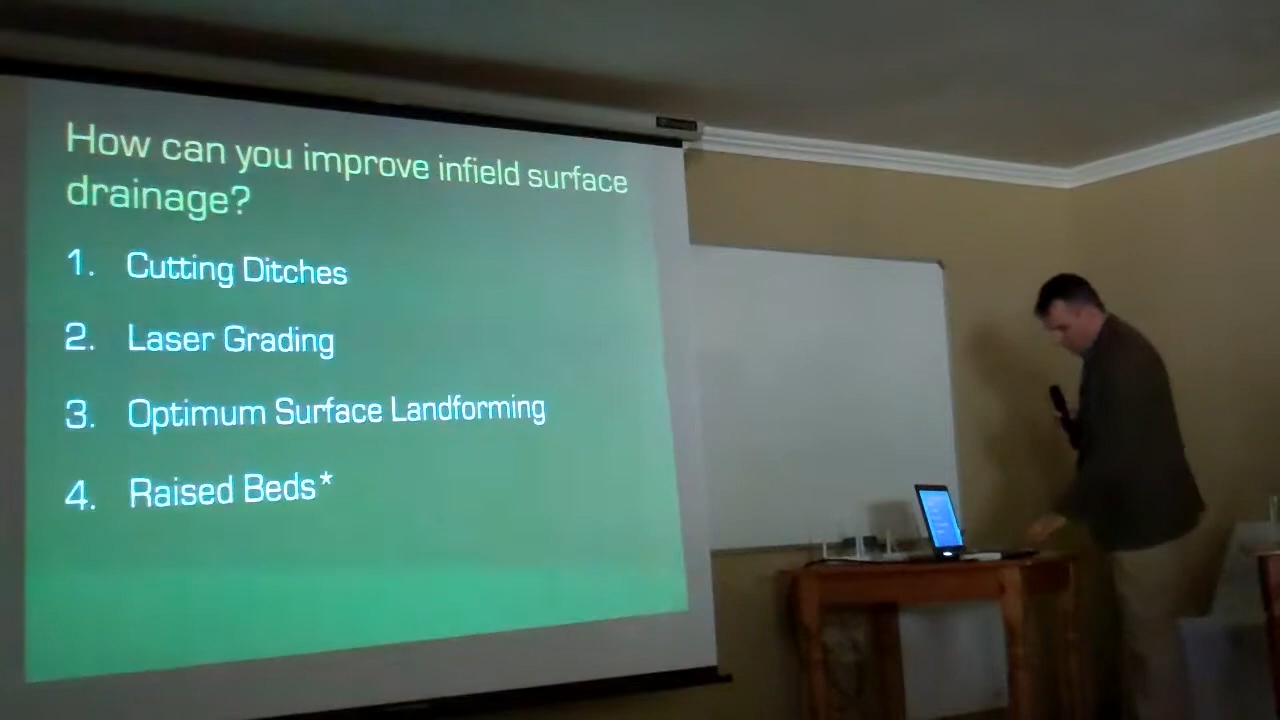 How can you improve infield surface
drainage?
1. Cutting Ditches
2. Laser Grading
3. Optimum Surface Landforming
4. Raised Beds*